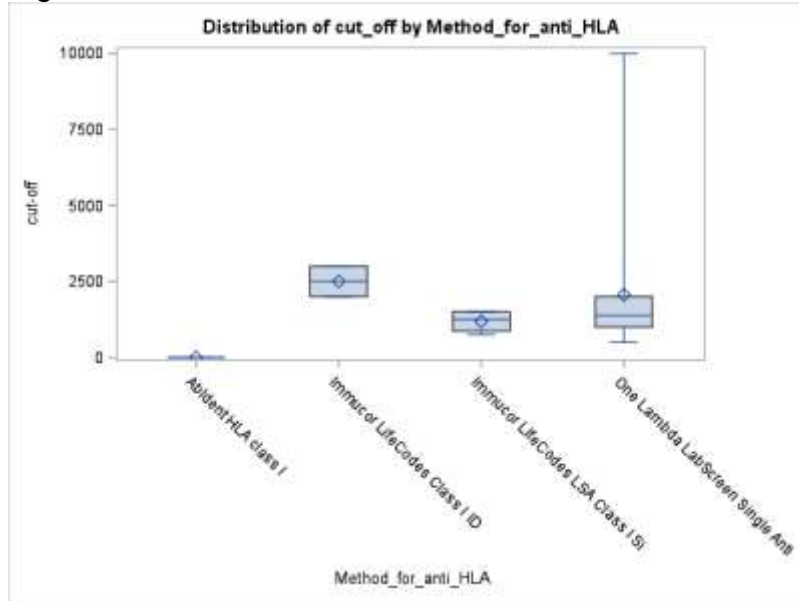 Distribution of cut_off by Method_for_anti_HLA
10000
7500
5000
2500
0
cut-off
AbIdent HLA class I
Immucor LifeCodes Class I ID
Immucor LifeCodes LSA Class I Si
One Lambda LabScreen Single Anti
Method_for_anti_HLA